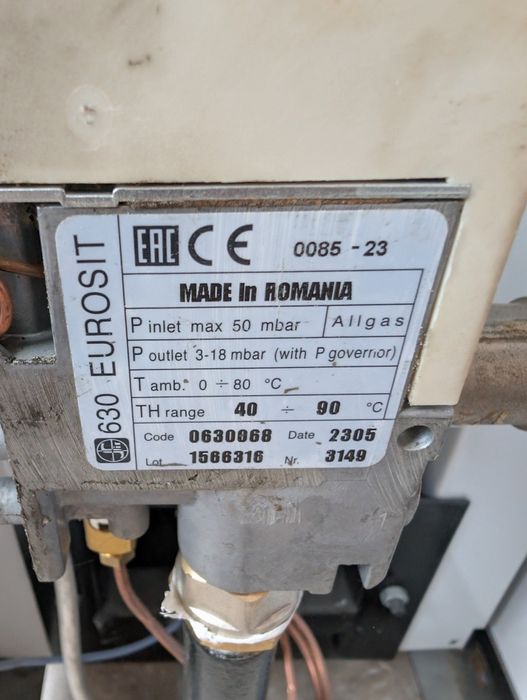 630 EUROSIT
EAC CE 0085 - 23
MADE In ROMANIA
P inlet max 50 mbar Allgas
P outlet 3-18 mbar (with P governor)
T amb. 0 ÷ 80 °C
TH range 40 ÷ 90 °C
Code 0630068 Date 2305
Lot 1566316 Nr. 3149